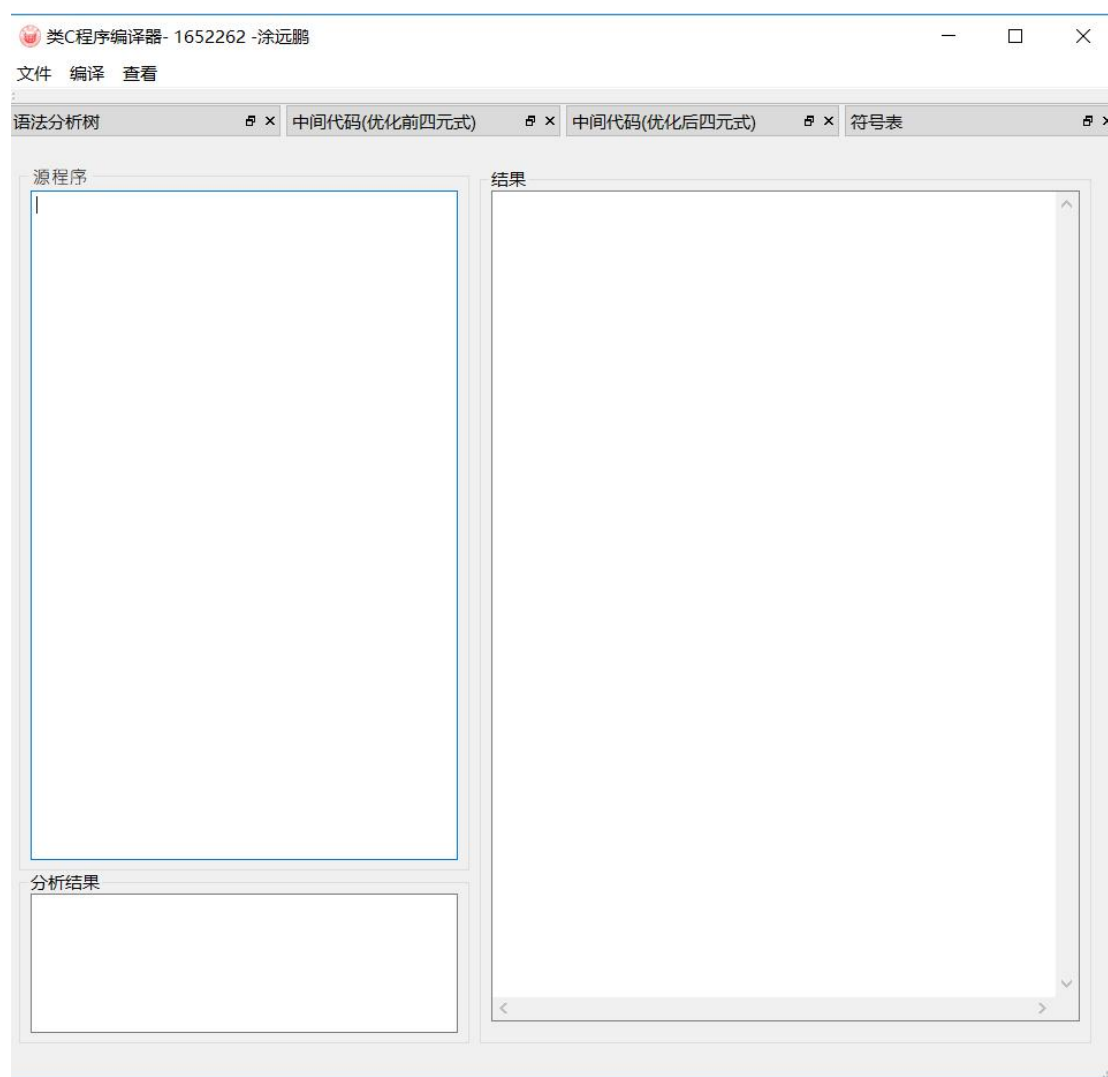 类C程序编译器- 1652262 -涂远鹏
文件 编译 查看
语法分析树 中间代码(优化前四元式) 中间代码(优化后四元式) 符号表
源程序
结果
分析结果